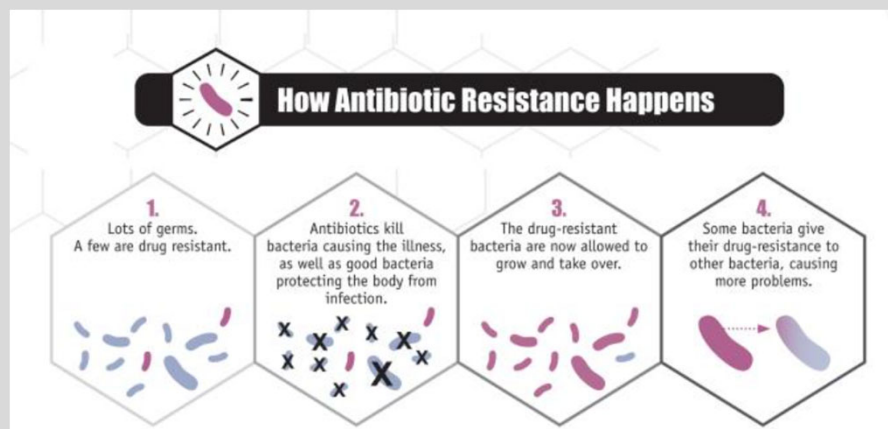 How Antibiotic Resistance Happens
1.
Lots of germs.
A few are drug resistant.
2.
Antibiotics kill
bacteria causing the illness,
as well as good bacteria
protecting the body from
infection.
3.
The drug-resistant
bacteria are now allowed to
grow and take over.
4.
Some bacteria give
their drug-resistance to
other bacteria, causing
more problems.